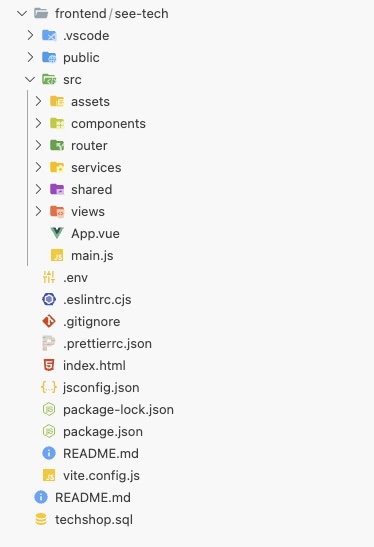 frontend/see-tech
.vscode
public
src
assets
components
router
services
shared
views
App.vue
main.js
.env
.eslintrc.cjs
.gitignore
.prettierrc.json
index.html
jsconfig.json
package-lock.json
package.json
README.md
vite.config.js
README.md
techshop.sql